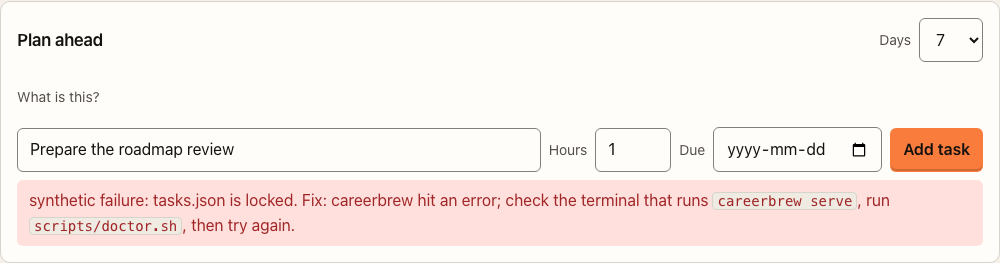 Plan ahead
Days 7
What is this?
Prepare the roadmap review Hours 1 Due yyyy-mm-dd Add task
synthetic failure: tasks.json is locked. Fix: careerbrew hit an error; check the terminal that runs careerbrew serve, run
scripts/doctor.sh, then try again.